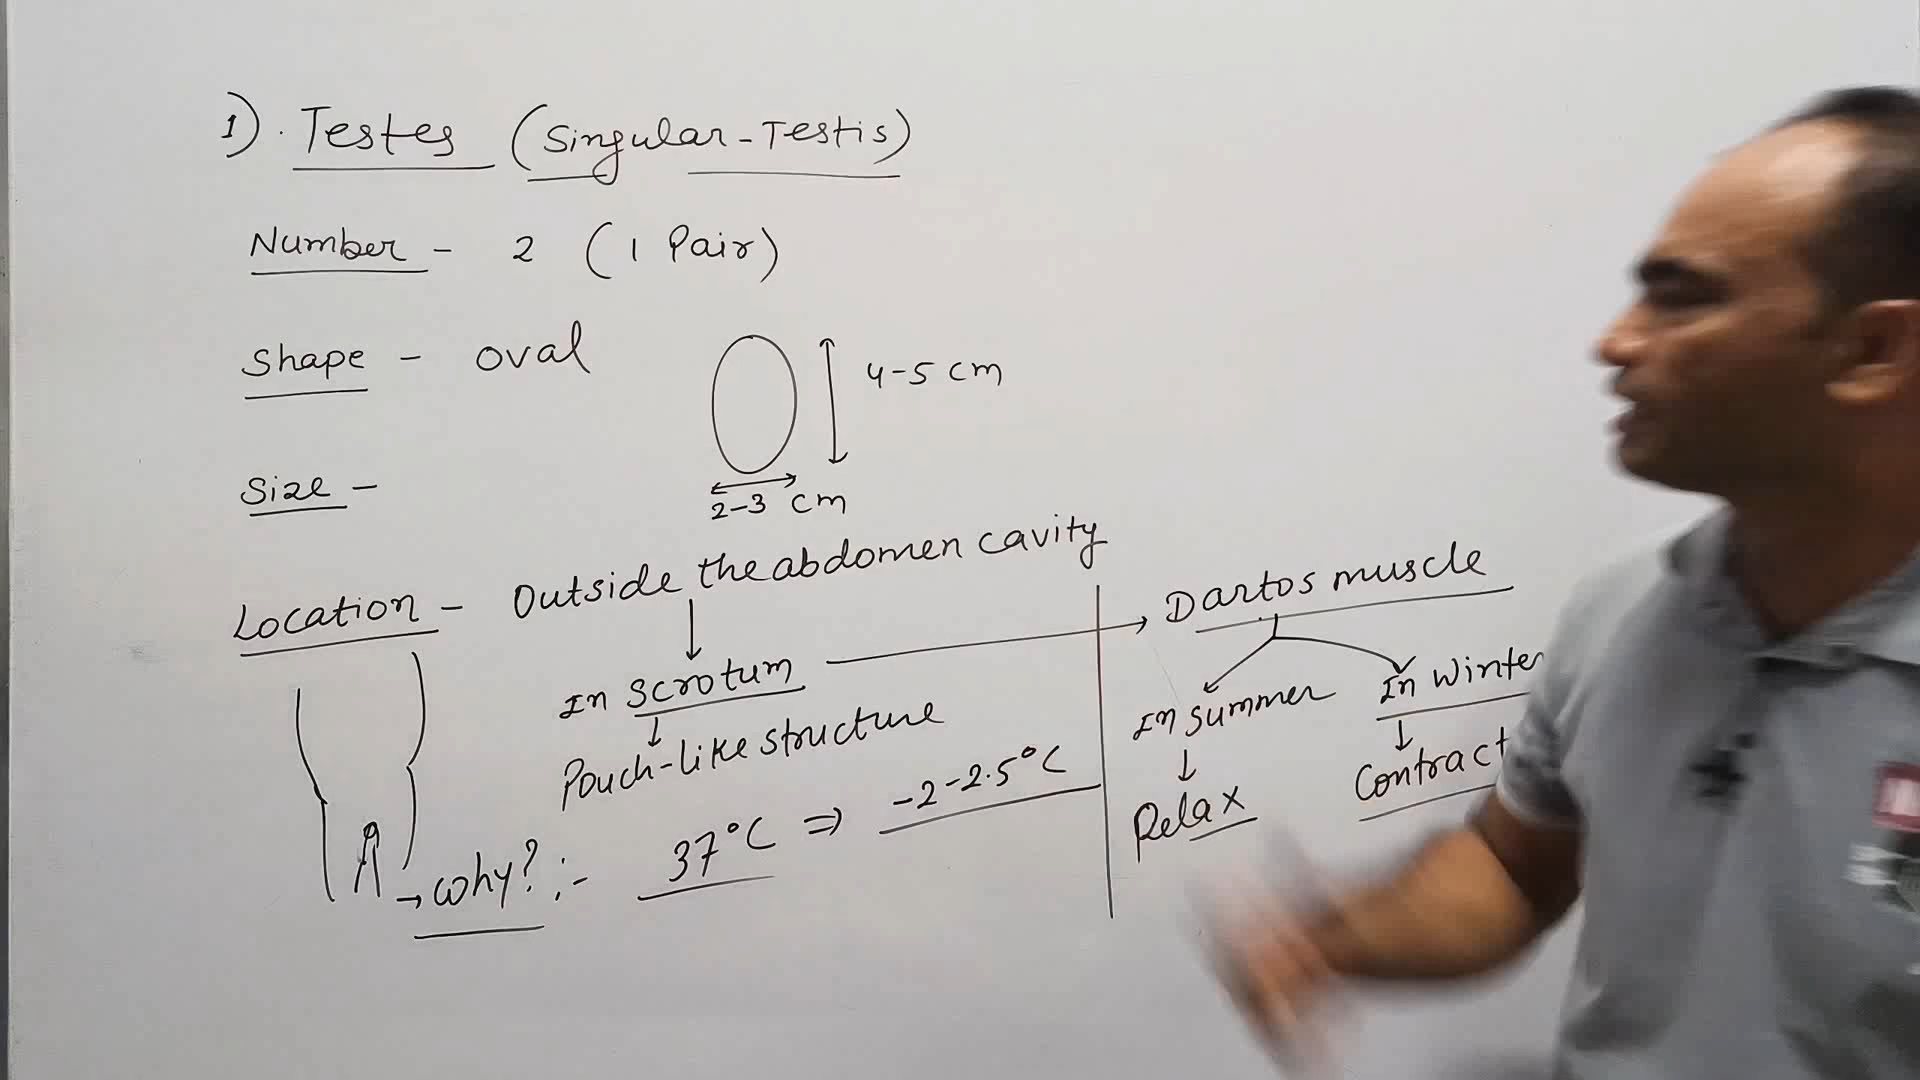 1). Testes (Singular-Testis)
Number - 2 (1 Pair)
Shape - oval
4-5 cm
Size -
2-3 cm
Location - Outside the abdomen cavity
In Scrotum
Pouch-like structure
→ Why? :- 37°C ⇒ -2-2.5°C
Dartos muscle
In Summer
Relax
In Winter
Contract